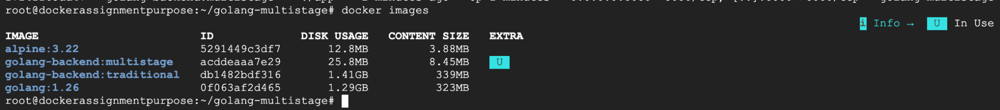 root@dockerassignmentpurpose:~/golang-multistage# docker images
i Info → U In Use
IMAGE ID DISK USAGE CONTENT SIZE EXTRA
alpine:3.22 5291449c3df7 12.8MB 3.88MB
golang-backend:multistage acddeaaa7e29 25.8MB 8.45MB U
golang-backend:traditional db1482bdf316 1.41GB 339MB
golang:1.26 0f063af2d465 1.29GB 323MB
root@dockerassignmentpurpose:~/golang-multistage#